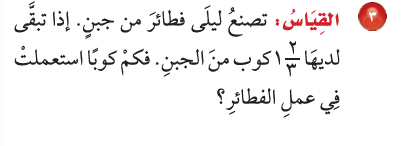 ٣ القِيَاسُ: تصنعُ ليلَى فطائرَ من جبنٍ. إذا تبقَّى
لديهَا ١ ٢/٣ كوب منَ الجبنِ. فكمْ كوبًا استعملتْ
فِي عملِ الفطائرِ؟